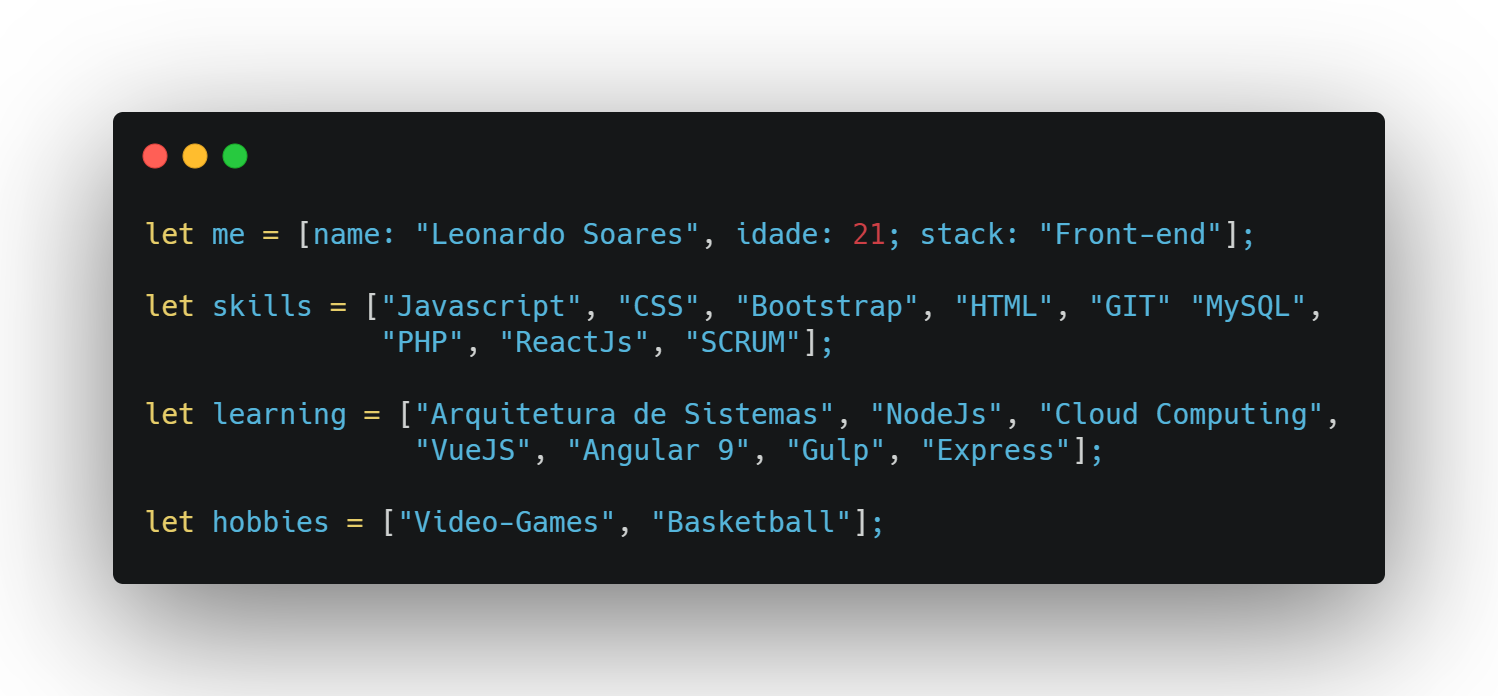 let me = [name: "Leonardo Soares", idade: 21; stack: "Front-end"];
let skills = ["Javascript", "CSS", "Bootstrap", "HTML", "GIT" "MySQL",
"PHP", "ReactJs", "SCRUM"];
let learning = ["Arquitetura de Sistemas", "NodeJs", "Cloud Computing",
"VueJS", "Angular 9", "Gulp", "Express"];
let hobbies = ["Video-Games", "Basketball"];